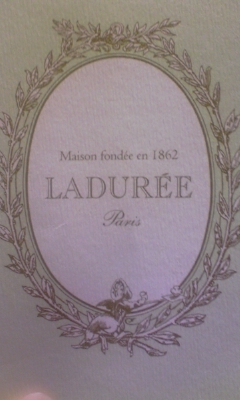 Maison fondée en 1862
LADURÉE
Paris